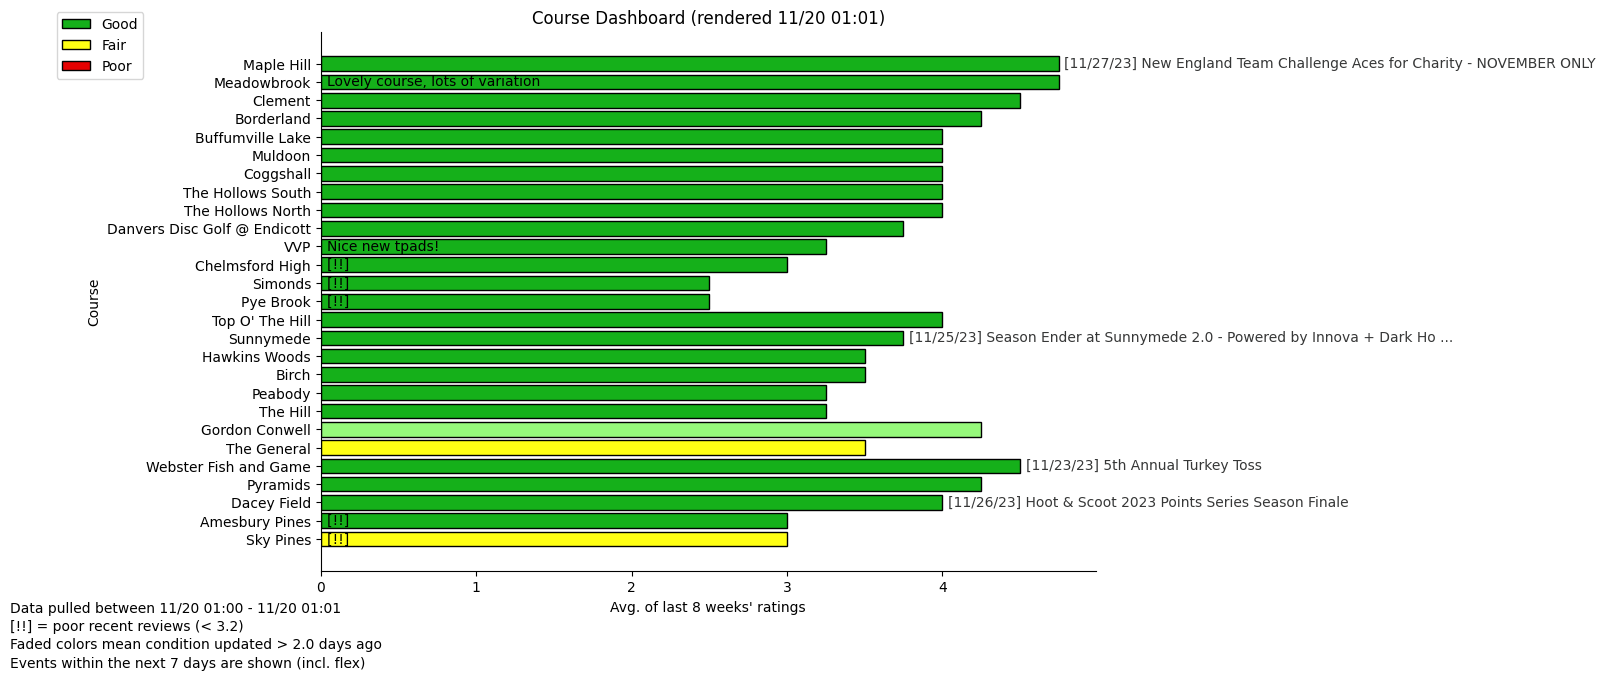 Course Dashboard (rendered 11/20 01:01)
Good
Fair
Poor
Maple Hill [11/27/23] New England Team Challenge Aces for Charity - NOVEMBER ONLY
Meadowbrook Lovely course, lots of variation
Clement
Borderland
Buffumville Lake
Muldoon
Coggshall
The Hollows South
The Hollows North
Danvers Disc Golf @ Endicott
VVP Nice new tpads!
Chelmsford High [!!]
Simonds [!!]
Pye Brook [!!]
Top O' The Hill
Sunnymede [11/25/23] Season Ender at Sunnymede 2.0 - Powered by Innova + Dark Ho ...
Hawkins Woods
Birch
Peabody
The Hill
Gordon Conwell
The General
Webster Fish and Game [11/23/23] 5th Annual Turkey Toss
Pyramids
Dacey Field [11/26/23] Hoot & Scoot 2023 Points Series Season Finale
Amesbury Pines [!!]
Sky Pines [!!]
Course
0 1 2 3 4
Avg. of last 8 weeks' ratings
Data pulled between 11/20 01:00 - 11/20 01:01
[!!] = poor recent reviews (< 3.2)
Faded colors mean condition updated > 2.0 days ago
Events within the next 7 days are shown (incl. flex)